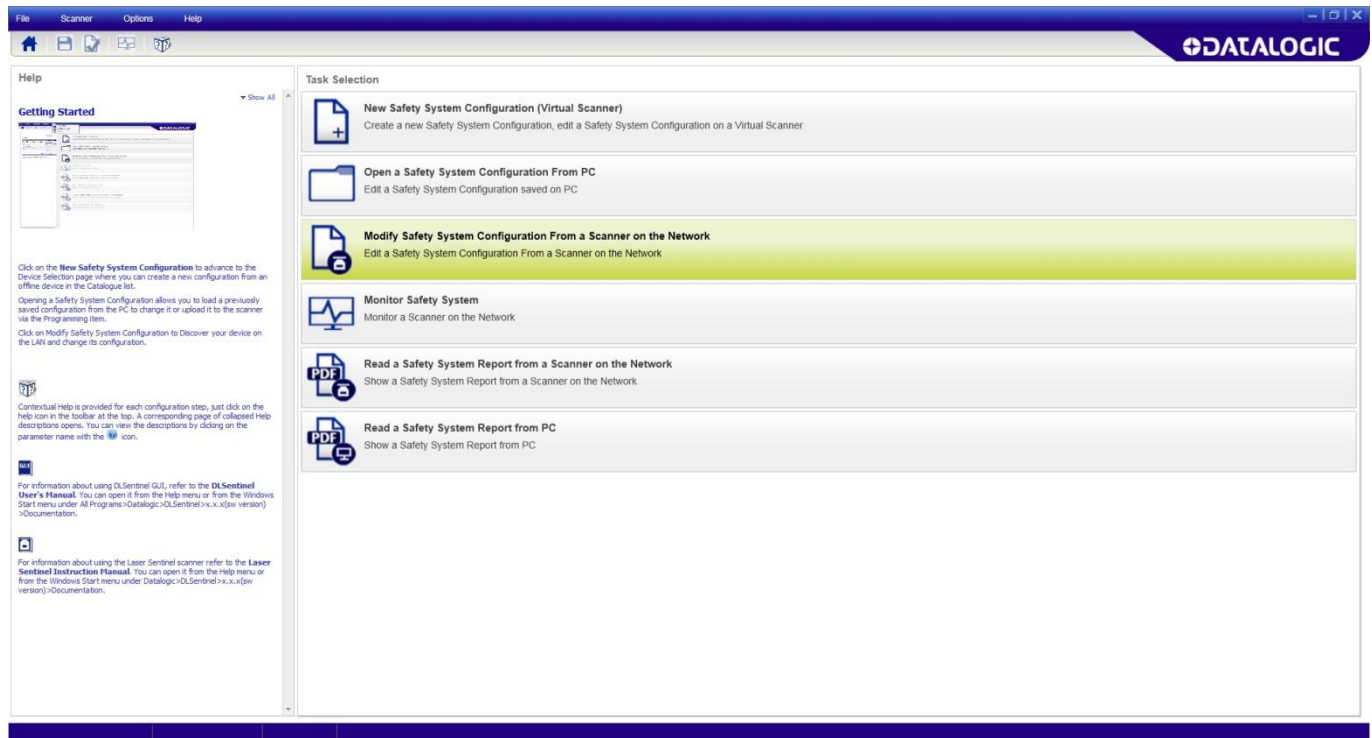 File Scanner Options Help
DATALOGIC
Help
Show All
Getting Started
Click on the New Safety System Configuration to advance to the
Device Selection page where you can create a new configuration from an
offline device in the Catalogue list.
Opening a Safety System Configuration allows you to load a previuosly
saved configuration from the PC to change it or upload it to the scanner
via the Programming item.
Click on Modify Safety System Configuration to Discover your device on
the LAN and change its configuration.
Contextual Help is provided for each configuration step, just click on the
help icon in the toolbar at the top. A corresponding page of collapsed Help
descriptions opens. You can view the descriptions by clicking on the
parameter name with the ? icon.
GUI
For information about using DLSentinel GUI, refer to the DLSentinel
User's Manual. You can open it from the Help menu or from the Windows
Start menu under All Programs>Datalogic>DLSentinel>x.x.x(sw version)
>Documentation.
For information about using the Laser Sentinel scanner refer to the Laser
Sentinel Instruction Manual. You can open it from the Help menu or
from the Windows Start menu under Datalogic>DLSentinel>x.x.x(sw
version)>Documentation.
Task Selection
New Safety System Configuration (Virtual Scanner)
Create a new Safety System Configuration, edit a Safety System Configuration on a Virtual Scanner
Open a Safety System Configuration From PC
Edit a Safety System Configuration saved on PC
Modify Safety System Configuration From a Scanner on the Network
Edit a Safety System Configuration From a Scanner on the Network
Monitor Safety System
Monitor a Scanner on the Network
PDF
Read a Safety System Report from a Scanner on the Network
Show a Safety System Report from a Scanner on the Network
PDF
Read a Safety System Report from PC
Show a Safety System Report from PC